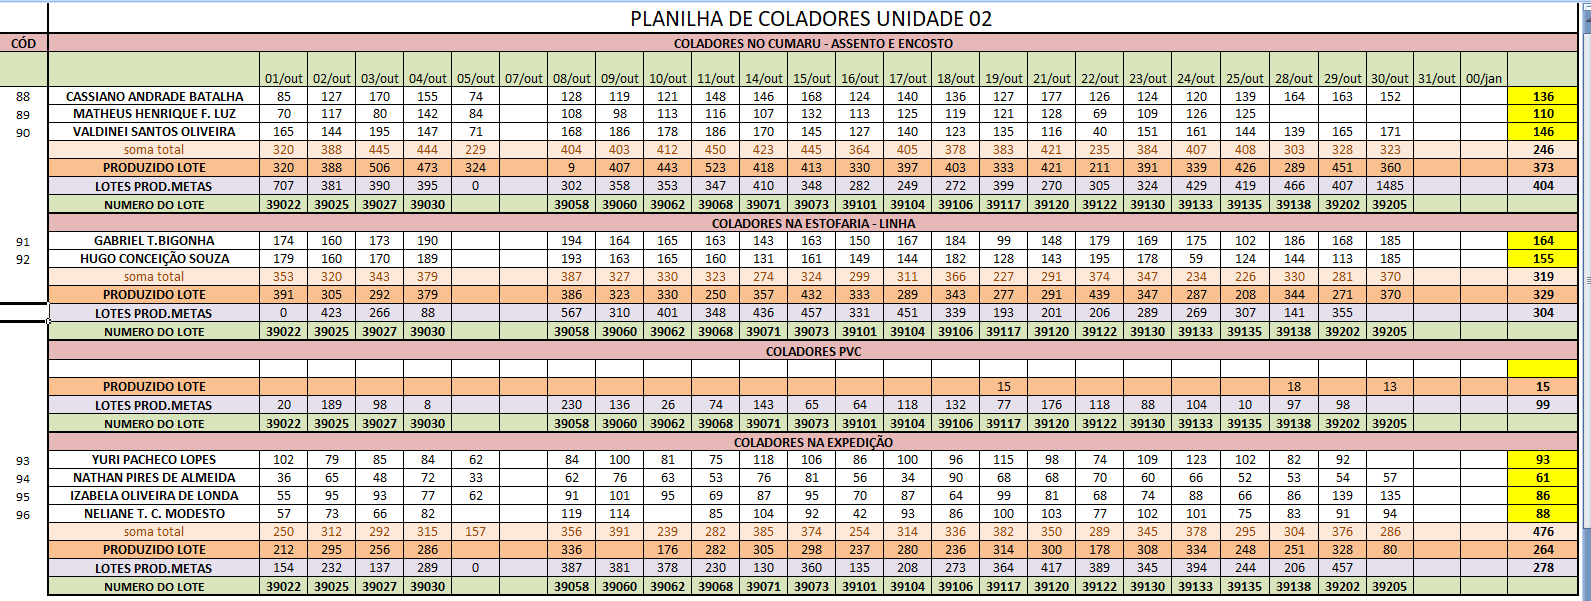 PLANILHA DE COLADORES UNIDADE 02
CÓD COLADORES NO CUMARU - ASSENTO E ENCOSTO
01/out 02/out 03/out 04/out 05/out 07/out 08/out 09/out 10/out 11/out 14/out 15/out 16/out 17/out 18/out 19/out 21/out 22/out 23/out 24/out 25/out 28/out 29/out 30/out 31/out 00/jan
88 CASSIANO ANDRADE BATALHA 85 127 170 155 74 128 119 121 148 146 168 124 140 136 127 177 126 124 120 139 164 163 152 136
89 MATHEUS HENRIQUE F. LUZ 70 117 80 142 84 108 98 113 116 107 132 113 125 119 121 128 69 109 126 125 110
90 VALDINEI SANTOS OLIVEIRA 165 144 195 147 71 168 186 178 186 170 145 127 140 123 135 116 40 151 161 144 139 165 171 146
soma total 320 388 445 444 229 404 403 412 450 423 445 364 405 378 383 421 235 384 407 408 303 328 323 246
PRODUZIDO LOTE 320 388 506 473 324 9 407 443 523 418 413 330 397 403 333 421 211 391 339 426 289 451 360 373
LOTES PROD.METAS 707 381 390 395 0 302 358 353 347 410 348 282 249 272 399 270 305 324 429 419 466 407 1485 404
NUMERO DO LOTE 39022 39025 39027 39030 39058 39060 39062 39068 39071 39073 39101 39104 39106 39117 39120 39122 39130 39133 39135 39138 39202 39205
COLADORES NA ESTOFARIA - LINHA
91 GABRIEL T.BIGONHA 174 160 173 190 194 164 165 163 143 163 150 167 184 99 148 179 169 175 102 186 168 185 164
92 HUGO CONCEIÇÃO SOUZA 179 160 170 189 193 163 165 160 131 161 149 144 182 128 143 195 178 59 124 144 113 185 155
soma total 353 320 343 379 387 327 330 323 274 324 299 311 366 227 291 374 347 234 226 330 281 370 319
PRODUZIDO LOTE 391 305 292 379 386 323 330 250 357 432 333 289 343 277 291 439 347 287 208 344 271 370 329
LOTES PROD.METAS 0 423 266 88 567 310 401 348 436 457 331 451 339 193 201 206 289 269 307 141 355 304
NUMERO DO LOTE 39022 39025 39027 39030 39058 39060 39062 39068 39071 39073 39101 39104 39106 39117 39120 39122 39130 39133 39135 39138 39202 39205
COLADORES PVC
PRODUZIDO LOTE 15 18 13 15
LOTES PROD.METAS 20 189 98 8 230 136 26 74 143 65 64 118 132 77 176 118 88 104 10 97 98 99
NUMERO DO LOTE 39022 39025 39027 39030 39058 39060 39062 39068 39071 39073 39101 39104 39106 39117 39120 39122 39130 39133 39135 39138 39202 39205
COLADORES NA EXPEDIÇÃO
93 YURI PACHECO LOPES 102 79 85 84 62 84 100 81 75 118 106 86 100 96 115 98 74 109 123 102 82 92 93
94 NATHAN PIRES DE ALMEIDA 36 65 48 72 33 62 76 63 53 76 81 56 34 90 68 68 70 60 66 52 53 54 57 61
95 IZABELA OLIVEIRA DE LONDA 55 95 93 77 62 91 101 95 69 87 95 70 87 64 99 81 68 74 88 66 86 139 135 86
96 NELIANE T. C. MODESTO 57 73 66 82 119 114 85 104 92 42 93 86 100 103 77 102 101 75 83 91 94 88
soma total 250 312 292 315 157 356 391 239 282 385 374 254 314 336 382 350 289 345 378 295 304 376 286 476
PRODUZIDO LOTE 212 295 256 286 336 176 282 305 298 237 280 236 314 300 178 308 334 248 251 328 80 264
LOTES PROD.METAS 154 232 137 289 0 387 381 378 230 130 360 135 208 273 364 417 389 345 394 244 206 457 278
NUMERO DO LOTE 39022 39025 39027 39030 39058 39060 39062 39068 39071 39073 39101 39104 39106 39117 39120 39122 39130 39133 39135 39138 39202 39205